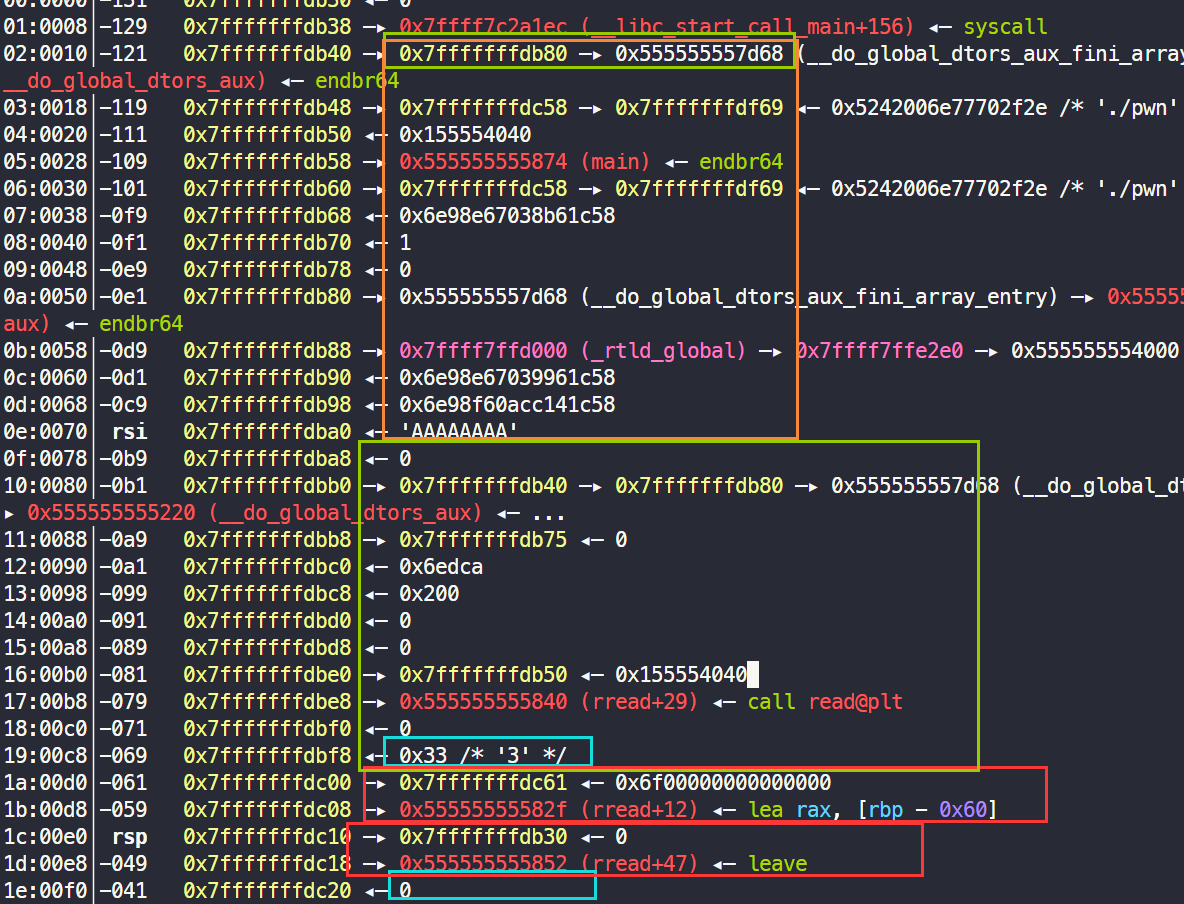 00:0000│-131 0x7fffffffdb30 ◂— 0
01:0008│-129 0x7fffffffdb38 —▸ 0x7ffff7c2a1ec (__libc_start_call_main+156) ◂— syscall
02:0010│-121 0x7fffffffdb40 —▸ 0x7fffffffdb80 —▸ 0x555555557d68 (__do_global_dtors_aux_fini_array
__do_global_dtors_aux) ◂— endbr64
03:0018│-119 0x7fffffffdb48 —▸ 0x7fffffffdc58 —▸ 0x7fffffffdf69 ◂— 0x5242006e77702f2e /* './pwn'
04:0020│-111 0x7fffffffdb50 ◂— 0x155554040
05:0028│-109 0x7fffffffdb58 —▸ 0x555555555874 (main) ◂— endbr64
06:0030│-101 0x7fffffffdb60 —▸ 0x7fffffffdc58 —▸ 0x7fffffffdf69 ◂— 0x5242006e77702f2e /* './pwn'
07:0038│-0f9 0x7fffffffdb68 ◂— 0x6e98e67038b61c58
08:0040│-0f1 0x7fffffffdb70 ◂— 1
09:0048│-0e9 0x7fffffffdb78 ◂— 0
0a:0050│-0e1 0x7fffffffdb80 —▸ 0x555555557d68 (__do_global_dtors_aux_fini_array_entry) —▸ 0x55555
aux) ◂— endbr64
0b:0058│-0d9 0x7fffffffdb88 —▸ 0x7ffff7ffd000 (_rtld_global) —▸ 0x7ffff7ffe2e0 —▸ 0x555555554000
0c:0060│-0d1 0x7fffffffdb90 ◂— 0x6e98e67039961c58
0d:0068│-0c9 0x7fffffffdb98 ◂— 0x6e98f60acc141c58
0e:0070│ rsi 0x7fffffffdba0 ◂— 'AAAAAAAA'
0f:0078│-0b9 0x7fffffffdba8 ◂— 0
10:0080│-0b1 0x7fffffffdbb0 —▸ 0x7fffffffdb40 —▸ 0x7fffffffdb80 —▸ 0x555555557d68 (__do_global_dt
▸ 0x555555555220 (__do_global_dtors_aux) ◂— ...
11:0088│-0a9 0x7fffffffdbb8 —▸ 0x7fffffffdb75 ◂— 0
12:0090│-0a1 0x7fffffffdbc0 ◂— 0x6edca
13:0098│-099 0x7fffffffdbc8 ◂— 0x200
14:00a0│-091 0x7fffffffdbd0 ◂— 0
15:00a8│-089 0x7fffffffdbd8 ◂— 0
16:00b0│-081 0x7fffffffdbe0 —▸ 0x7fffffffdb50 ◂— 0x155554040
17:00b8│-079 0x7fffffffdbe8 —▸ 0x555555555840 (rread+29) ◂— call read@plt
18:00c0│-071 0x7fffffffdbf0 ◂— 0
19:00c8│-069 0x7fffffffdbf8 ◂— 0x33 /* '3' */
1a:00d0│-061 0x7fffffffdc00 —▸ 0x7fffffffdc61 ◂— 0x6f00000000000000
1b:00d8│-059 0x7fffffffdc08 —▸ 0x55555555582f (rread+12) ◂— lea rax, [rbp - 0x60]
1c:00e0│ rsp 0x7fffffffdc10 —▸ 0x7fffffffdb30 ◂— 0
1d:00e8│-049 0x7fffffffdc18 —▸ 0x555555555852 (rread+47) ◂— leave
1e:00f0│-041 0x7fffffffdc20 ◂— 0